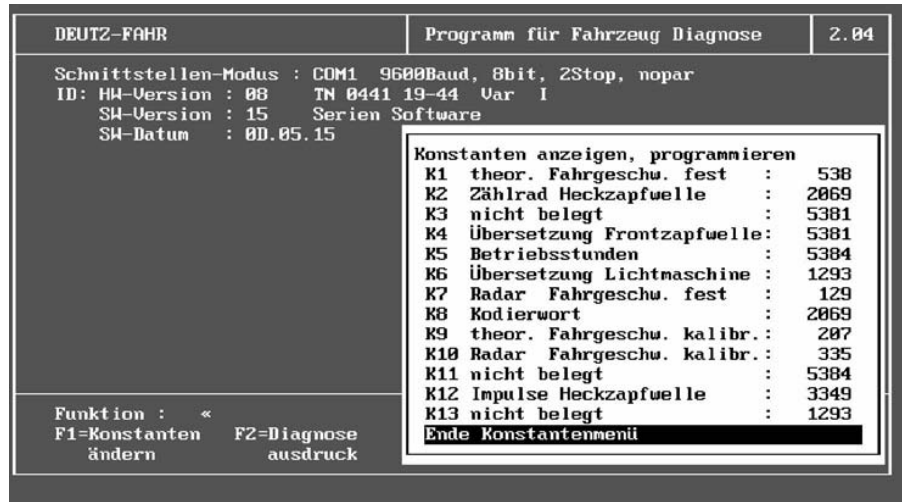 DEUTZ-FAHR
Programm für Fahrzeug Diagnose
2.04
Schnittstellen-Modus : COM1 9600Baud, 8bit, 2Stop, nopar
ID: HW-Version : 08 TN 0441 19-44 Var I
SW-Version : 15 Serien Software
SW-Datum : 0D.05.15
Konstanten anzeigen, programmieren
K1 theor. Fahrgeschw. fest : 538
K2 Zählrad Heckzapfwelle : 2069
K3 nicht belegt : 5381
K4 Übersetzung Frontzapfwelle: 5381
K5 Betriebsstunden : 5384
K6 Übersetzung Lichtmaschine : 1293
K7 Radar Fahrgeschw. fest : 129
K8 Kodierwort : 2069
K9 theor. Fahrgeschw. kalibr.: 207
K10 Radar Fahrgeschw. kalibr.: 335
K11 nicht belegt : 5384
K12 Impulse Heckzapfwelle : 3349
K13 nicht belegt : 1293
Ende Konstantenmenü
Funktion : «
F1=Konstanten F2=Diagnose
ändern ausdruck